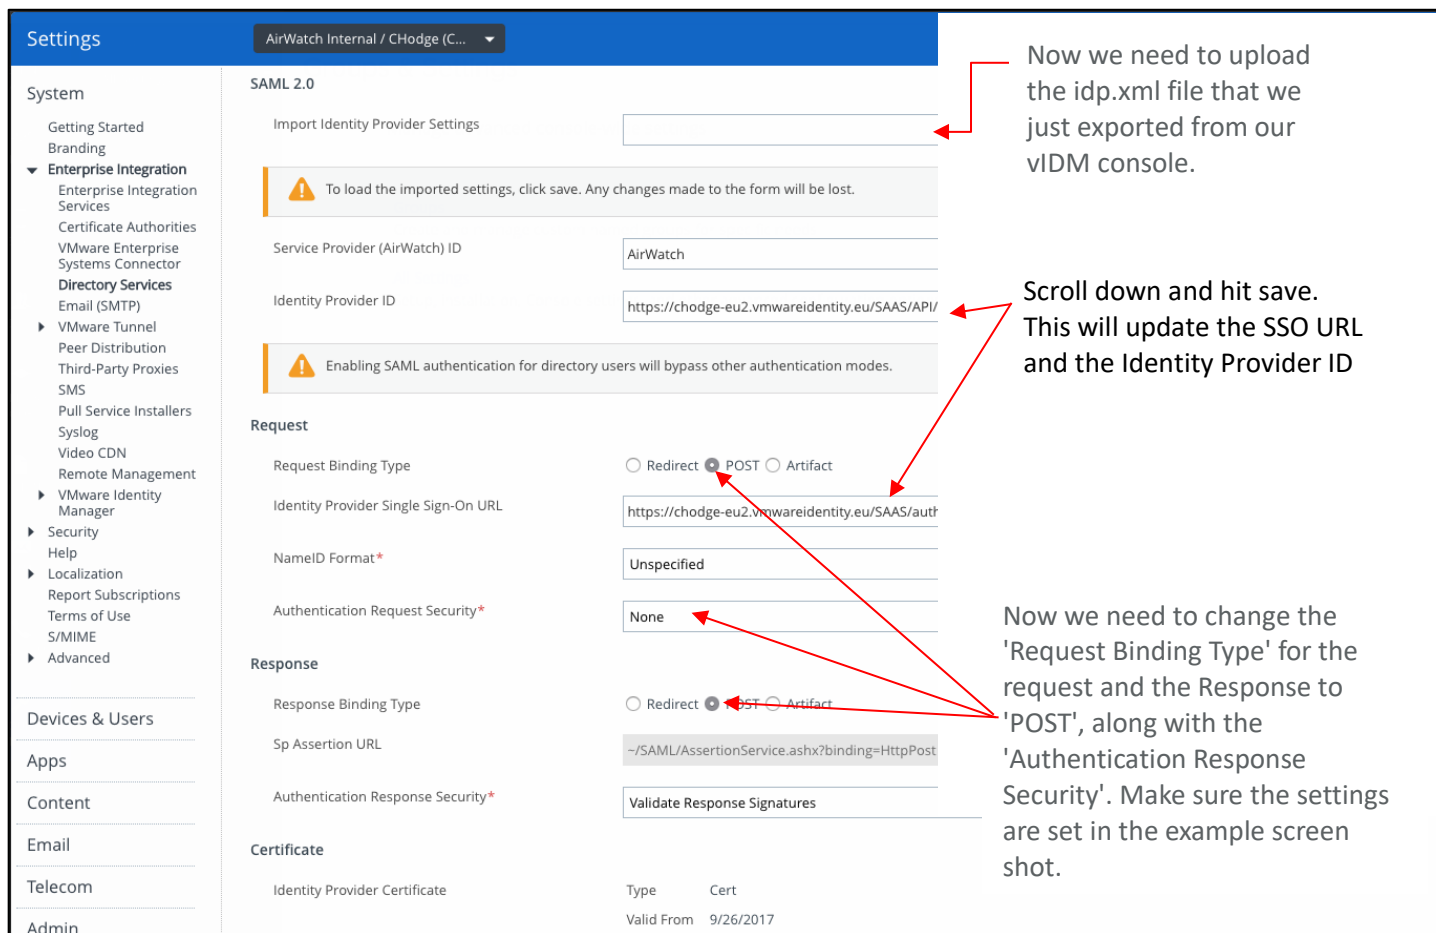 Settings
AirWatch Internal / CHodge (C...
System
Getting Started
Branding
Enterprise Integration
Enterprise Integration
Services
Certificate Authorities
VMware Enterprise
Systems Connector
Directory Services
Email (SMTP)
VMware Tunnel
Peer Distribution
Third-Party Proxies
SMS
Pull Service Installers
Syslog
Video CDN
Remote Management
VMware Identity
Manager
Security
Help
Localization
Report Subscriptions
Terms of Use
S/MIME
Advanced
Devices & Users
Apps
Content
Email
Telecom
Admin
SAML 2.0
Import Identity Provider Settings
To load the imported settings, click save. Any changes made to the form will be lost.
Service Provider (AirWatch) ID
AirWatch
Identity Provider ID
https://chodge-eu2.vmwareidentity.eu/SAAS/API/
Enabling SAML authentication for directory users will bypass other authentication modes.
Request
Request Binding Type
Redirect POST Artifact
Identity Provider Single Sign-On URL
https://chodge-eu2.vmwareidentity.eu/SAAS/auth
NameID Format*
Unspecified
Authentication Request Security*
None
Response
Response Binding Type
Redirect POST Artifact
Sp Assertion URL
~/SAML/AssertionService.ashx?binding=HttpPost
Authentication Response Security*
Validate Response Signatures
Certificate
Identity Provider Certificate
Type Cert
Valid From 9/26/2017
Now we need to upload
the idp.xml file that we
just exported from our
vIDM console.
Scroll down and hit save.
This will update the SSO URL
and the Identity Provider ID
Now we need to change the
'Request Binding Type' for the
request and the Response to
'POST', along with the
'Authentication Response
Security'. Make sure the settings
are set in the example screen
shot.